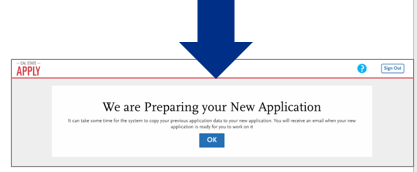 CAL STATE
APPLY
?
Sign Out
We are Preparing your New Application
It can take some time for the system to copy your previous application data to your new application. You will receive an email when your new
application is ready for you to work on it
OK